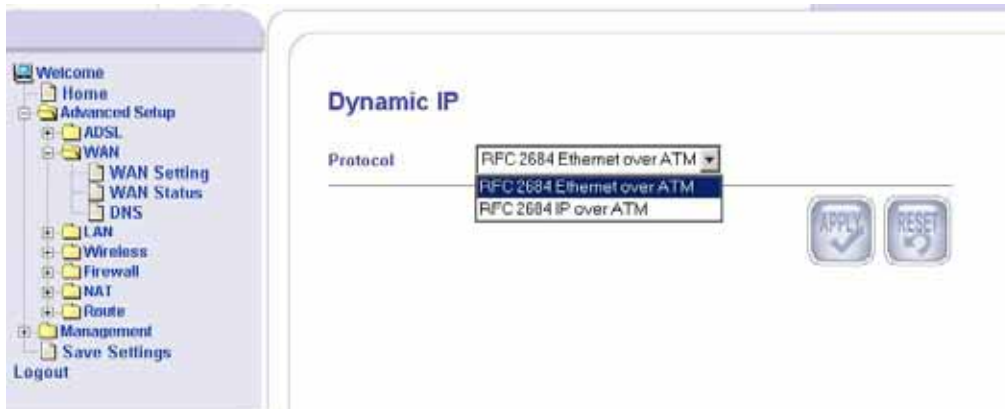 Welcome
Home
Advanced Setup
ADSL
WAN
WAN Setting
WAN Status
DNS
LAN
Wireless
Firewall
NAT
Route
Management
Save Settings
Logout
Dynamic IP
Protocol RFC 2684 Ethernet over ATM
RFC 2684 Ethernet over ATM
RFC 2684 IP over ATM
APPLY RESET